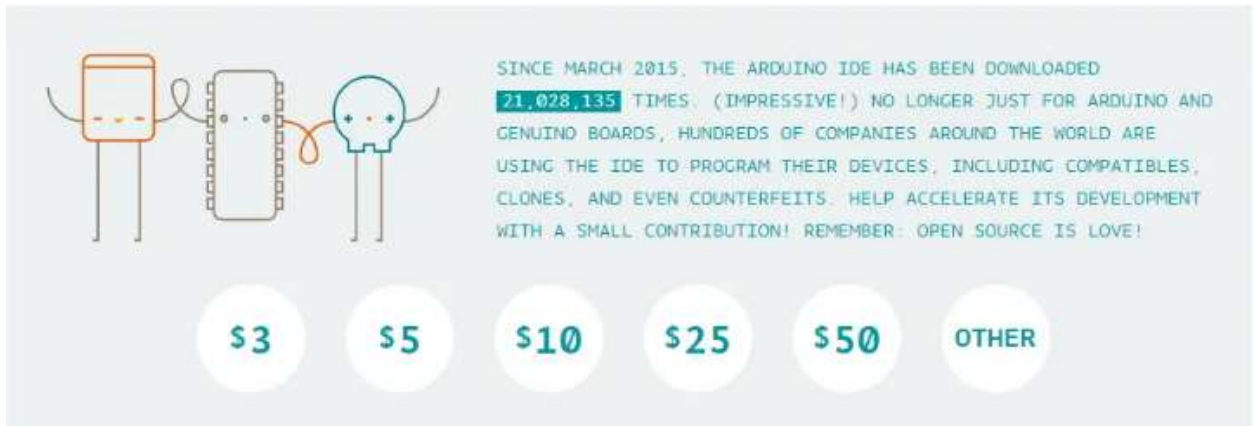 SINCE MARCH 2015, THE ARDUINO IDE HAS BEEN DOWNLOADED
21,028,135 TIMES. (IMPRESSIVE!) NO LONGER JUST FOR ARDUINO AND
GENUINO BOARDS, HUNDREDS OF COMPANIES AROUND THE WORLD ARE
USING THE IDE TO PROGRAM THEIR DEVICES, INCLUDING COMPATIBLES,
CLONES, AND EVEN COUNTERFEITS. HELP ACCELERATE ITS DEVELOPMENT
WITH A SMALL CONTRIBUTION! REMEMBER: OPEN SOURCE IS LOVE!
$3 $5 $10 $25 $50 OTHER